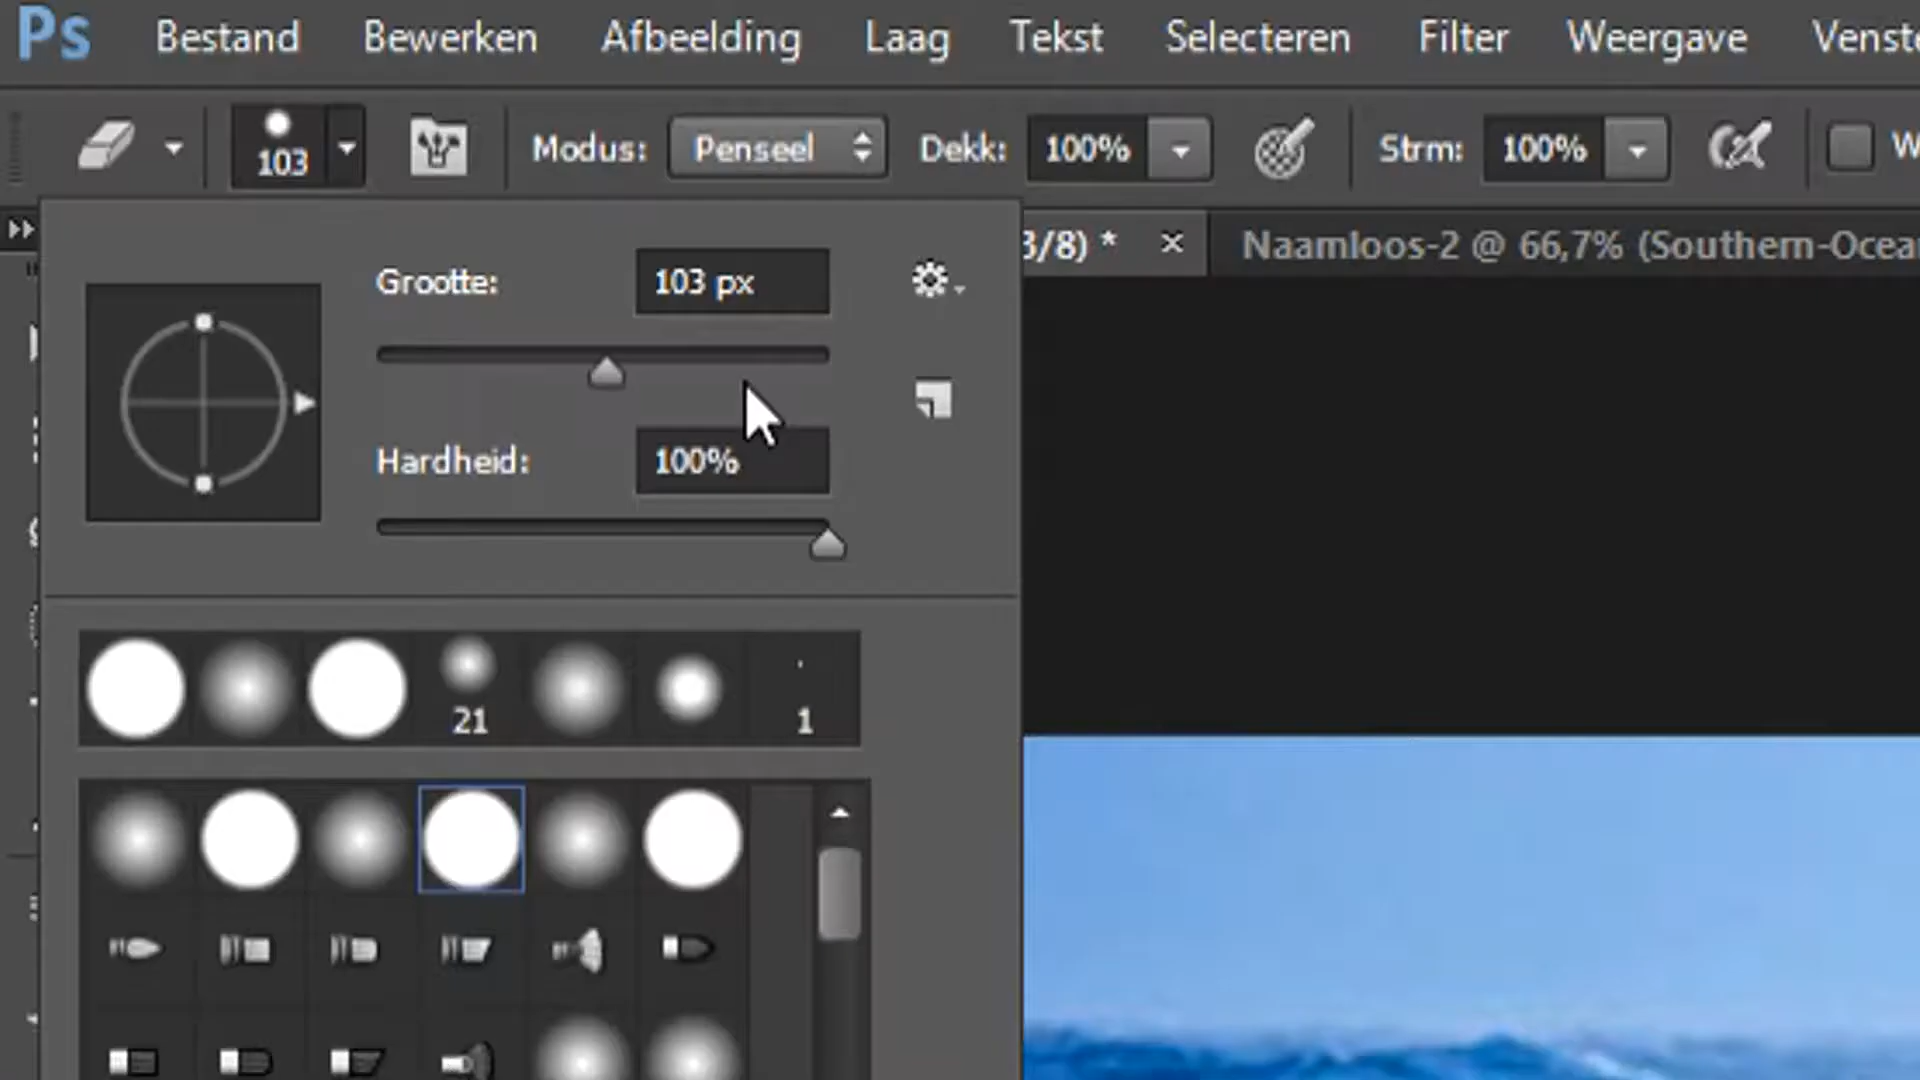 Ps Bestand Bewerken Afbeelding Laag Tekst Selecteren Filter Weergave
103 Modus: Penseel Dekk: 100% Strm: 100%
3/8) * × Naamloos-2 @ 66,7% (Southern-Ocea
Grootte: 103 px
Hardheid: 100%
21 1